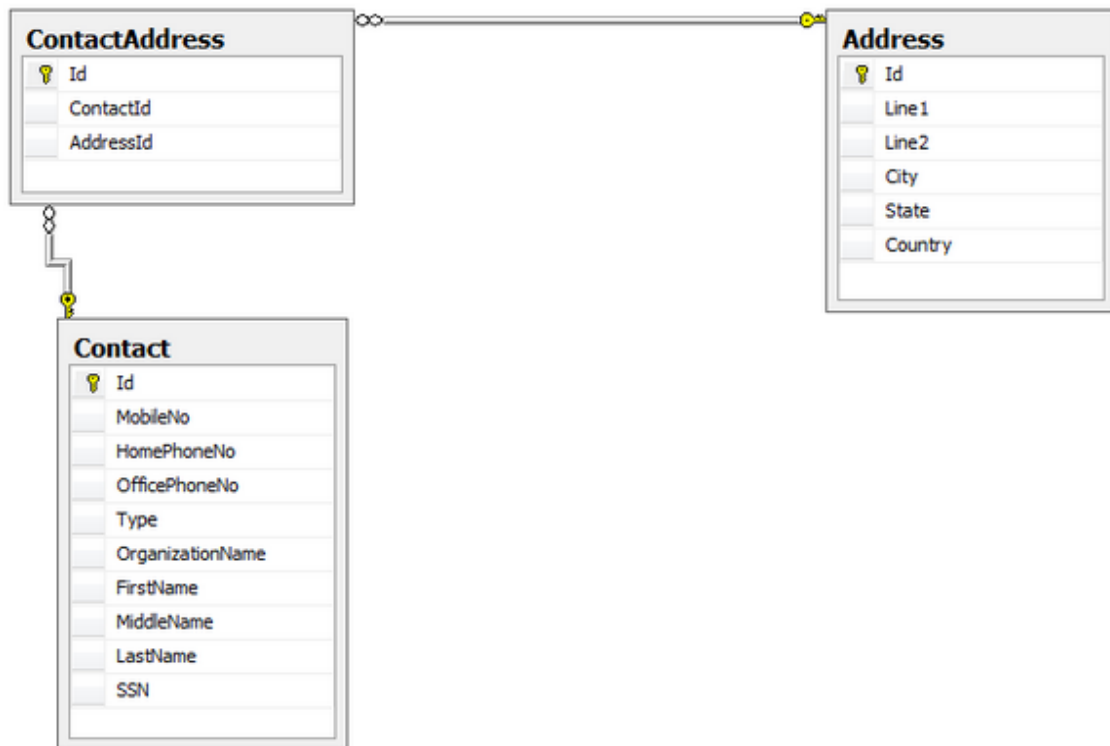 ContactAddress
Id
ContactId
AddressId
Address
Id
Line1
Line2
City
State
Country
Contact
Id
MobileNo
HomePhoneNo
OfficePhoneNo
Type
OrganizationName
FirstName
MiddleName
LastName
SSN